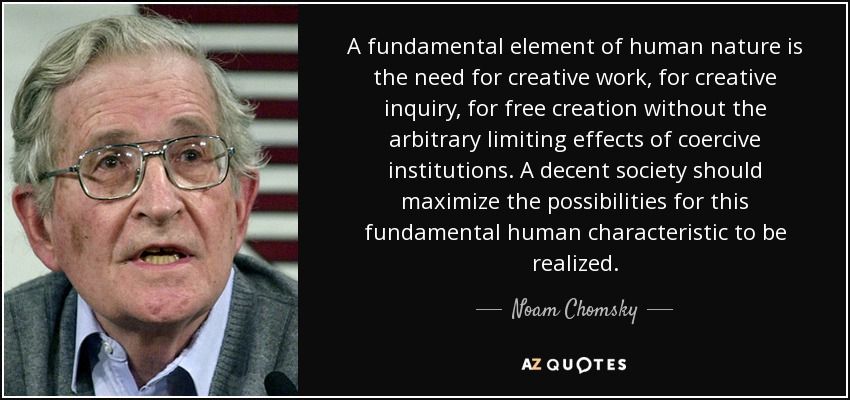 A fundamental element of human nature is
the need for creative work, for creative
inquiry, for free creation without the
arbitrary limiting effects of coercive
institutions. A decent society should
maximize the possibilities for this
fundamental human characteristic to be
realized.
Noam Chomsky
AZ QUOTES